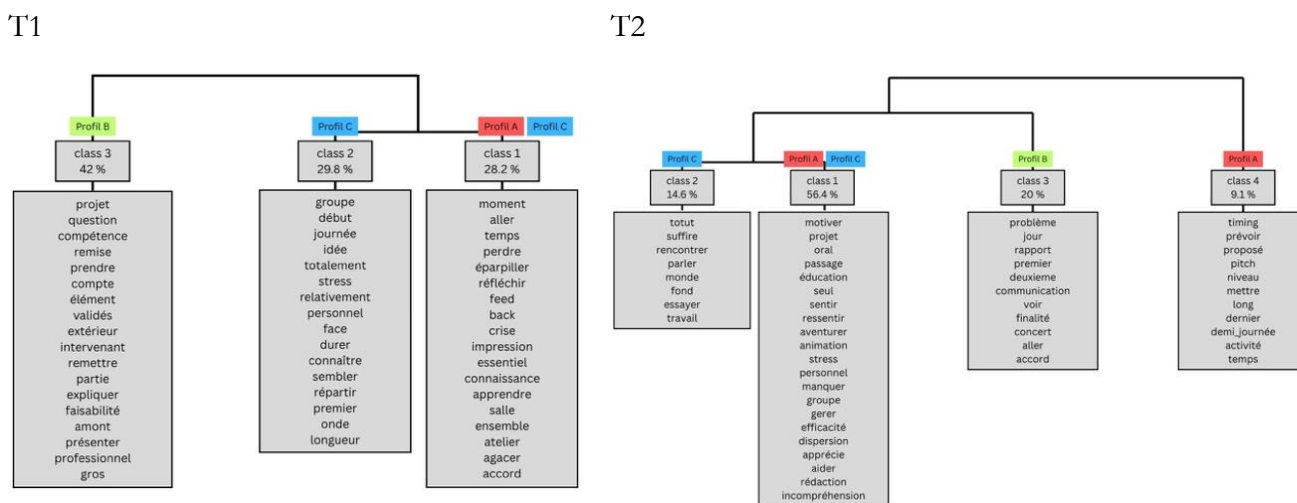 T1
T2
Profil B
Profil C
Profil A
Profil C
class 3
42 %
class 2
29.8 %
class 1
28.2 %
projet
question
compétence
remise
prendre
compte
élément
validés
extérieur
intervenant
remettre
partie
expliquer
faisabilité
amont
présenter
professionnel
gros
groupe
début
journée
idée
totalement
stress
relativement
personnel
face
durer
connaître
sembler
répartir
premier
onde
longueur
moment
aller
temps
perdre
éparpiller
réfléchir
feed
back
crise
impression
essentiel
connaissance
apprendre
salle
ensemble
atelier
agacer
accord
Profil C
Profil A
Profil C
Profil B
Profil A
class 2
14.6 %
class 1
56.4 %
class 3
20 %
class 4
9.1 %
totut
suffire
rencontrer
parler
monde
fond
essayer
travail
motiver
projet
oral
passage
éducation
seul
sentir
ressentir
aventurer
animation
stress
personnel
manquer
groupe
gerer
efficacité
dispersion
apprécie
aider
rédaction
incompréhension
problème
jour
rapport
premier
deuxieme
communication
voir
finalité
concert
aller
accord
timing
prévoir
proposé
pitch
niveau
mettre
long
dernier
demi_journée
activité
temps